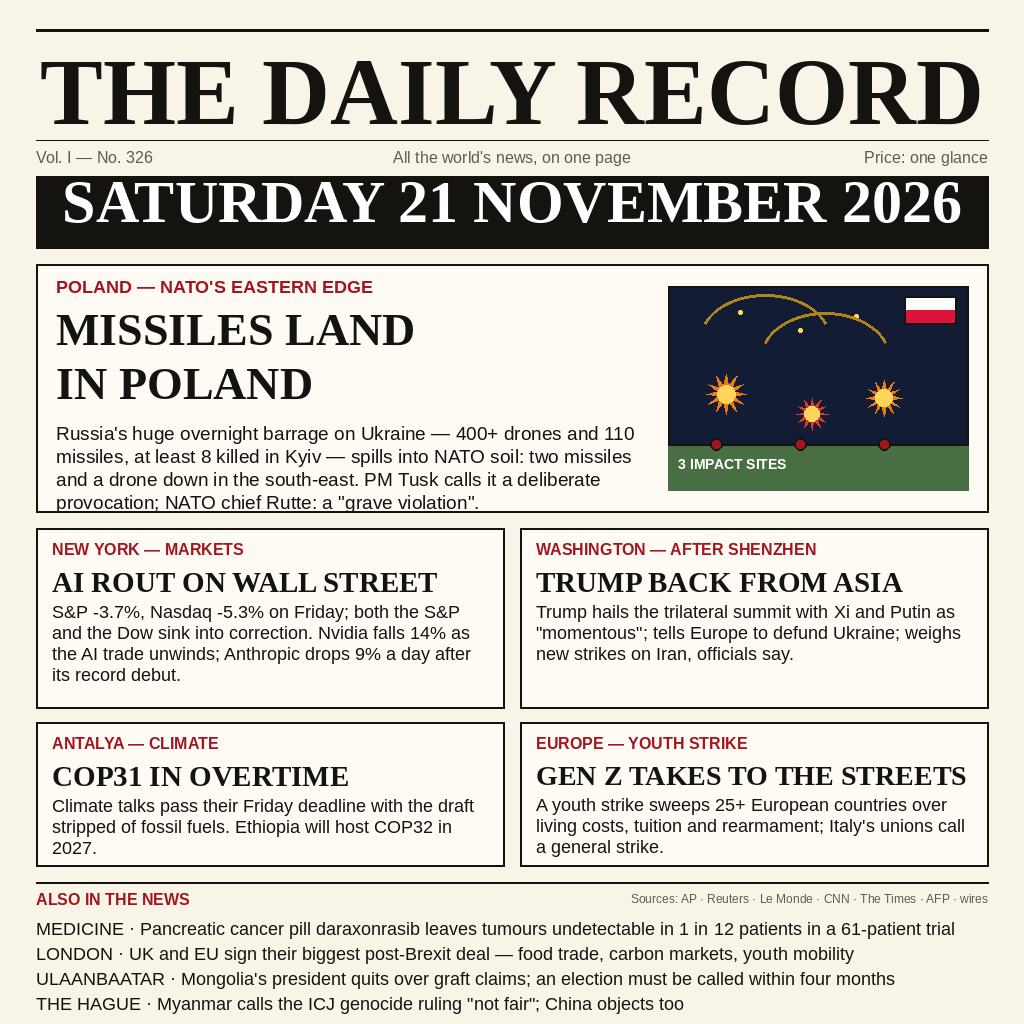 THE DAILY RECORD
Vol. I — No. 326
All the world's news, on one page
Price: one glance
SATURDAY 21 NOVEMBER 2026
POLAND — NATO'S EASTERN EDGE
MISSILES LAND
IN POLAND
Russia's huge overnight barrage on Ukraine — 400+ drones and 110
missiles, at least 8 killed in Kyiv — spills into NATO soil: two missiles
and a drone down in the south-east. PM Tusk calls it a deliberate
provocation; NATO chief Rutte: a "grave violation".
3 IMPACT SITES
NEW YORK — MARKETS
AI ROUT ON WALL STREET
S&P -3.7%, Nasdaq -5.3% on Friday; both the S&P
and the Dow sink into correction. Nvidia falls 14% as
the AI trade unwinds; Anthropic drops 9% a day after
its record debut.
WASHINGTON — AFTER SHENZHEN
TRUMP BACK FROM ASIA
Trump hails the trilateral summit with Xi and Putin as
"momentous"; tells Europe to defund Ukraine; weighs
new strikes on Iran, officials say.
ANTALYA — CLIMATE
COP31 IN OVERTIME
Climate talks pass their Friday deadline with the draft
stripped of fossil fuels. Ethiopia will host COP32 in
2027.
EUROPE — YOUTH STRIKE
GEN Z TAKES TO THE STREETS
A youth strike sweeps 25+ European countries over
living costs, tuition and rearmament; Italy's unions call
a general strike.
ALSO IN THE NEWS
Sources: AP · Reuters · Le Monde · CNN · The Times · AFP · wires
MEDICINE · Pancreatic cancer pill daraxonrasib leaves tumours undetectable in 1 in 12 patients in a 61-patient trial
LONDON · UK and EU sign their biggest post-Brexit deal — food trade, carbon markets, youth mobility
ULAANBAATAR · Mongolia's president quits over graft claims; an election must be called within four months
THE HAGUE · Myanmar calls the ICJ genocide ruling "not fair"; China objects too